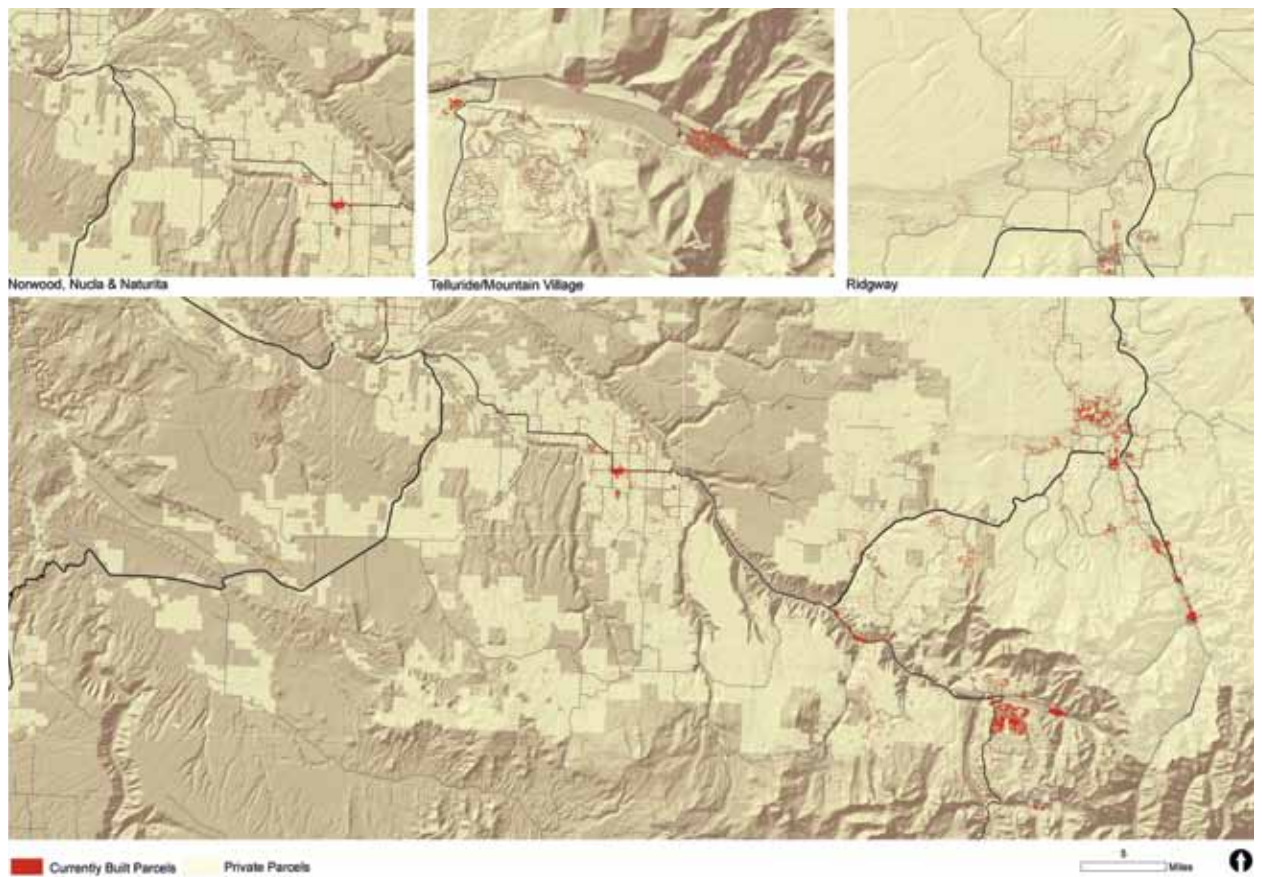 Norwood, Nucla & Naturita
Telluride/Mountain Village
Ridgway
Currently Built Parcels
Private Parcels
5
Miles